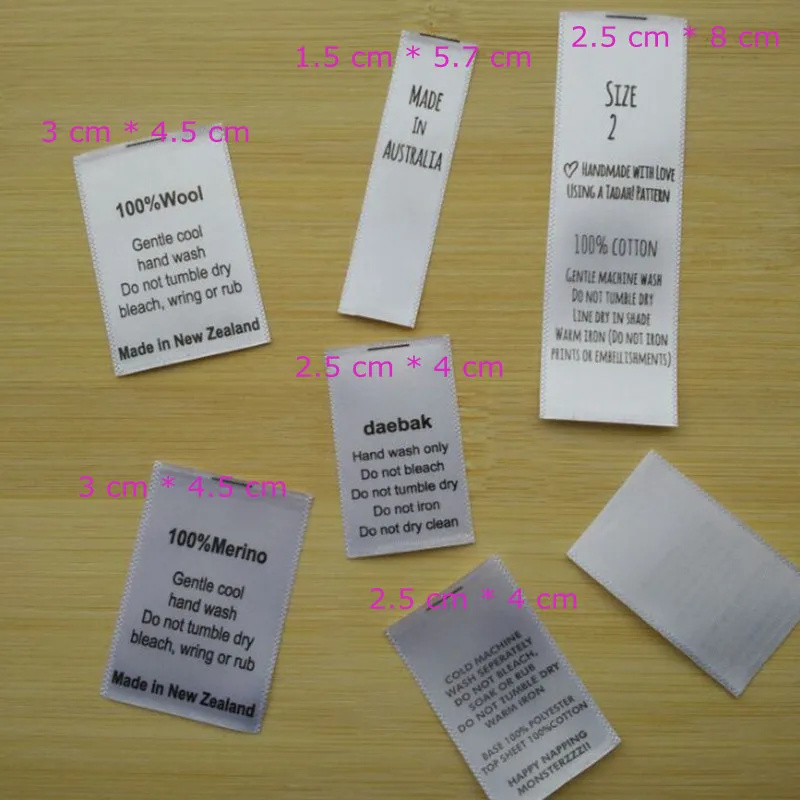 1.5 cm * 5.7 cm
2.5 cm * 8 cm
3 cm * 4.5 cm
100%Wool
Gentle cool
hand wash
Do not tumble dry
bleach, wring or rub
Made in New Zealand
MADE
IN
AUSTRALIA
SIZE
2
♡ HANDMADE WITH LOVE
USING A TADAH! PATTERN
100% COTTON
GENTLE MACHINE WASH
DO NOT TUMBLE DRY
LINE DRY IN SHADE
WARM IRON (DO NOT IRON
PRINTS OR EMBELLISHMENTS)
2.5 cm * 4 cm
daebak
Hand wash only
Do not bleach
Do not tumble dry
Do not iron
Do not dry clean
3 cm * 4.5 cm
100%Merino
Gentle cool
hand wash
Do not tumble dry
bleach, wring or rub
Made in New Zealand
2.5 cm * 4 cm
COLD MACHINE
WASH SEPERATELY
DO NOT BLEACH,
SOAK OR RUB
DO NOT TUMBLE DRY
WARM IRON
BASE 100% POLYESTER
TOP SHEET 100%COTTON
HAPPY NAPPING
MONSTERZZZ!!